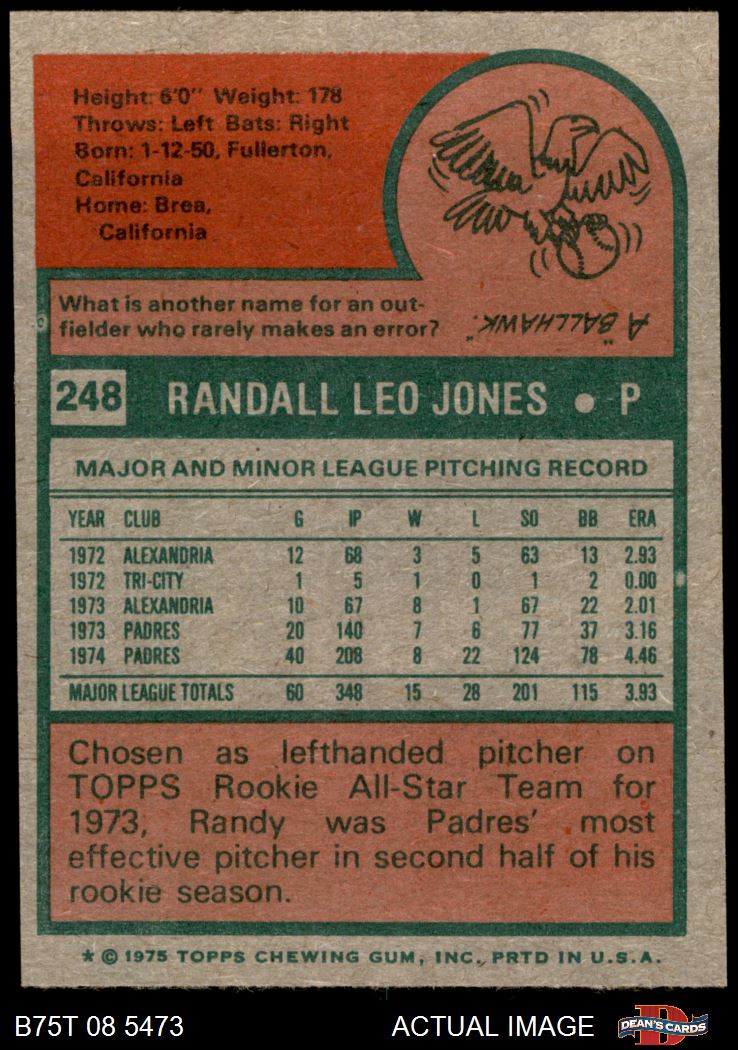 Height: 6'0" Weight: 178
Throws: Left Bats: Right
Born: 1-12-50, Fullerton,
California
Home: Brea,
California
What is another name for an out-
fielder who rarely makes an error?
A "BALLHAWK."
248 RANDALL LEO JONES • P
MAJOR AND MINOR LEAGUE PITCHING RECORD
YEAR CLUB G IP W L SO BB ERA
1972 ALEXANDRIA 12 68 3 5 63 13 2.93
1972 TRI-CITY 1 5 1 0 1 2 0.00
1973 ALEXANDRIA 10 67 8 1 67 22 2.01
1973 PADRES 20 140 7 6 77 37 3.16
1974 PADRES 40 208 8 22 124 78 4.46
MAJOR LEAGUE TOTALS 60 348 15 28 201 115 3.93
Chosen as lefthanded pitcher on
TOPPS Rookie All-Star Team for
1973, Randy was Padres' most
effective pitcher in second half of his
rookie season.
* © 1975 TOPPS CHEWING GUM, INC. PRTD IN U.S.A.
B75T 08 5473 ACTUAL IMAGE D DEAN'S CARDS